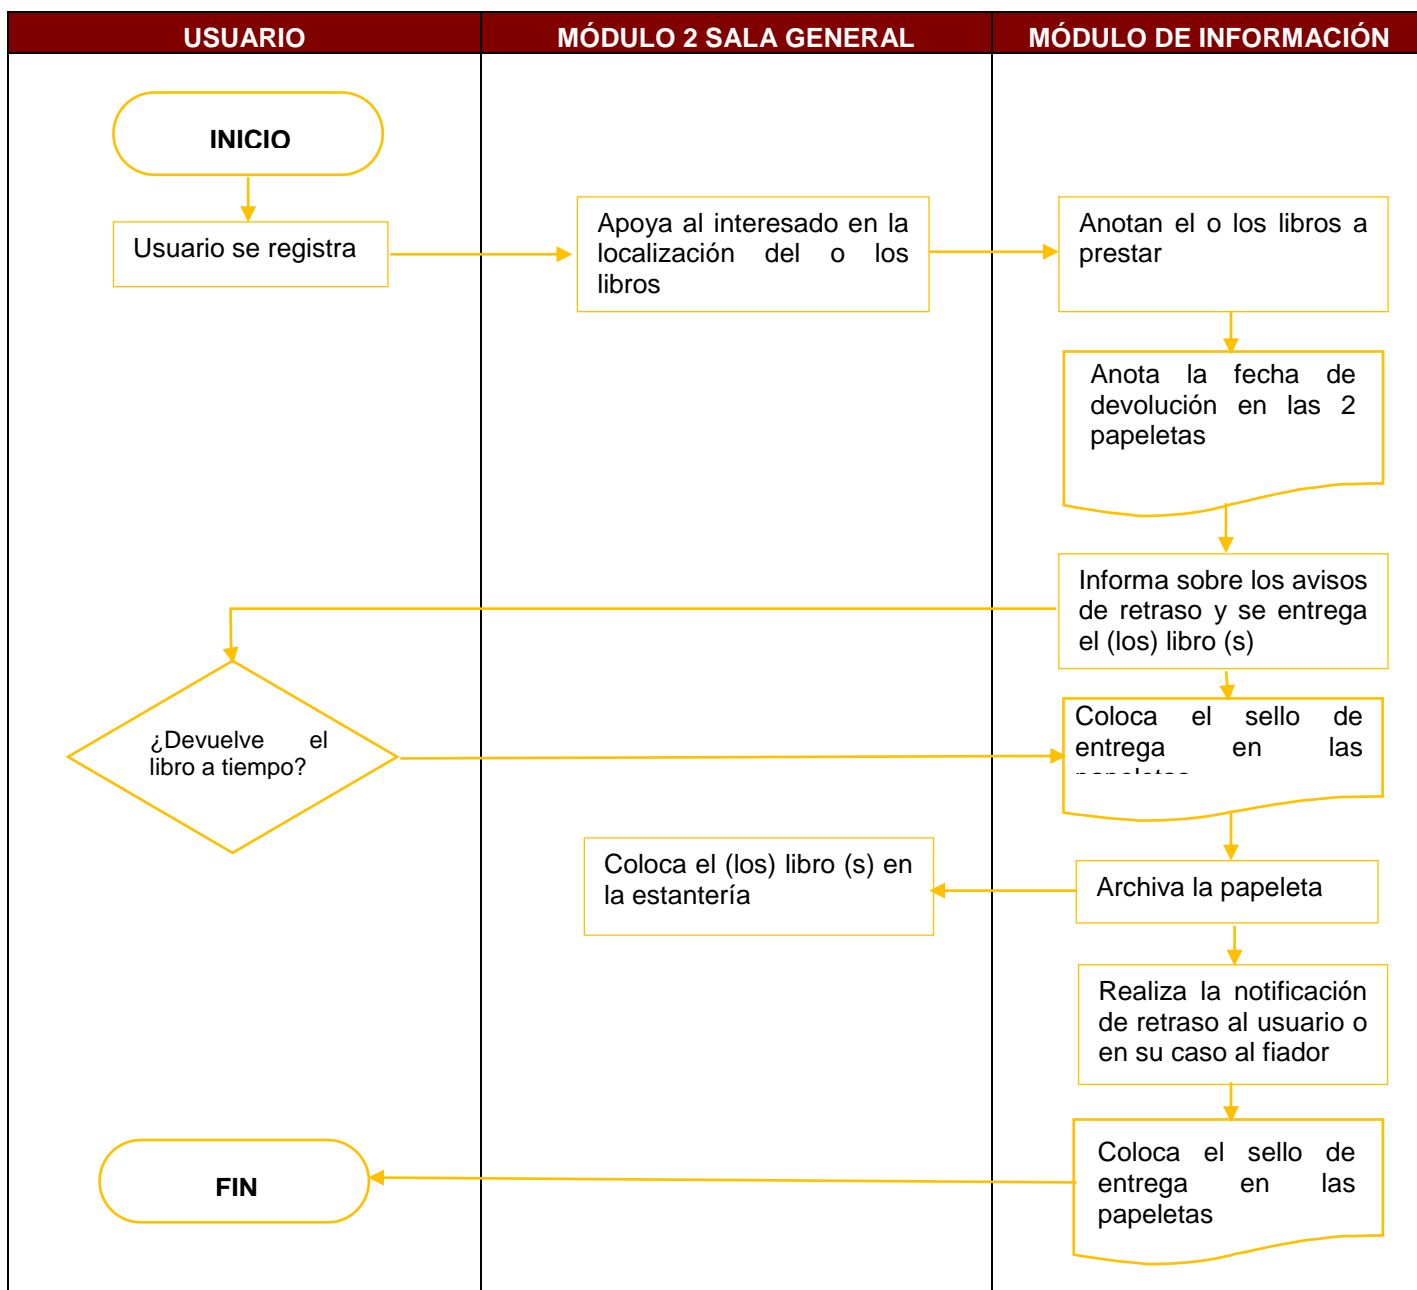 USUARIO
MÓDULO 2 SALA GENERAL
MÓDULO DE INFORMACIÓN
INICIO
Usuario se registra
Apoya al interesado en la
localización del o los
libros
Anotan el o los libros a
prestar
Anota la fecha de
devolución en las 2
papeletas
Informa sobre los avisos
de retraso y se entrega
el (los) libro (s)
¿Devuelve el
libro a tiempo?
Coloca el sello de
entrega en las
papeletas
Archiva la papeleta
Coloca el (los) libro (s) en
la estantería
Realiza la notificación
de retraso al usuario o
en su caso al fiador
Coloca el sello de
entrega en las
papeletas
FIN